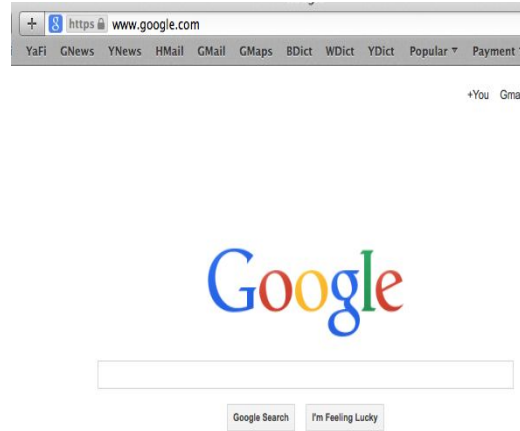 https www.google.com
YaFi GNews YNews HMail GMail GMaps BDict WDict YDict Popular Payment
+You Gma
Google
Google Search I'm Feeling Lucky